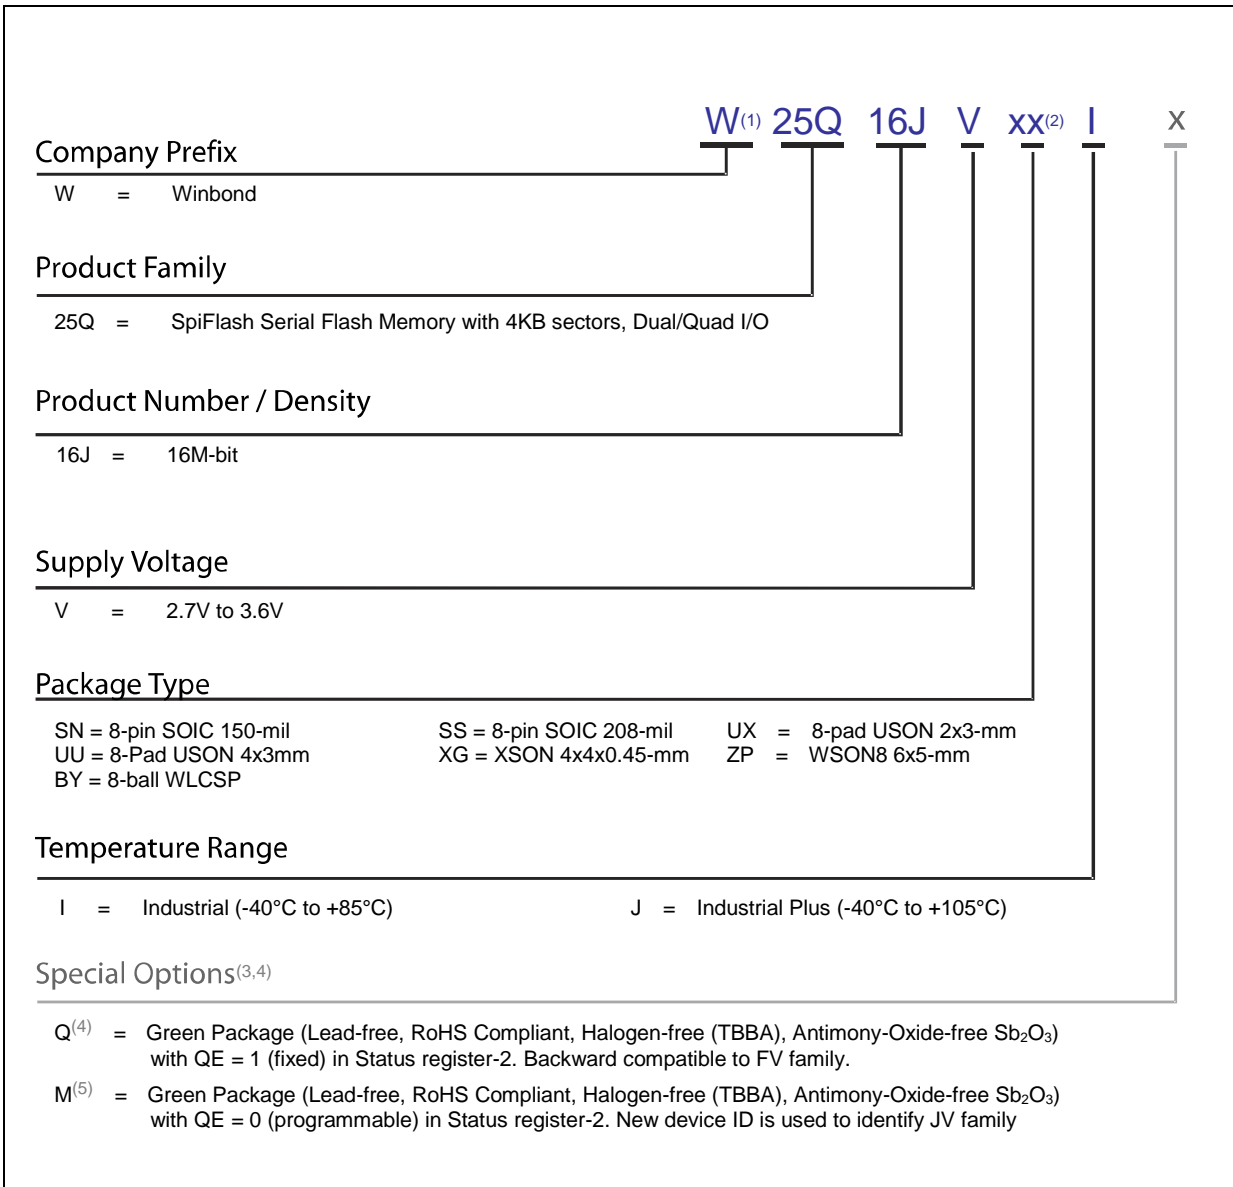 W(1) 25Q 16J V xx(2) I x
Company Prefix
W = Winbond
Product Family
25Q = SpiFlash Serial Flash Memory with 4KB sectors, Dual/Quad I/O
Product Number / Density
16J = 16M-bit
Supply Voltage
V = 2.7V to 3.6V
Package Type
SN = 8-pin SOIC 150-mil SS = 8-pin SOIC 208-mil UX = 8-pad USON 2x3-mm
UU = 8-Pad USON 4x3mm XG = XSON 4x4x0.45-mm ZP = WSON8 6x5-mm
BY = 8-ball WLCSP
Temperature Range
I = Industrial (-40°C to +85°C) J = Industrial Plus (-40°C to +105°C)
Special Options(3,4)
Q(4) = Green Package (Lead-free, RoHS Compliant, Halogen-free (TBBA), Antimony-Oxide-free Sb₂O₃)
with QE = 1 (fixed) in Status register-2. Backward compatible to FV family.
M(5) = Green Package (Lead-free, RoHS Compliant, Halogen-free (TBBA), Antimony-Oxide-free Sb₂O₃)
with QE = 0 (programmable) in Status register-2. New device ID is used to identify JV family